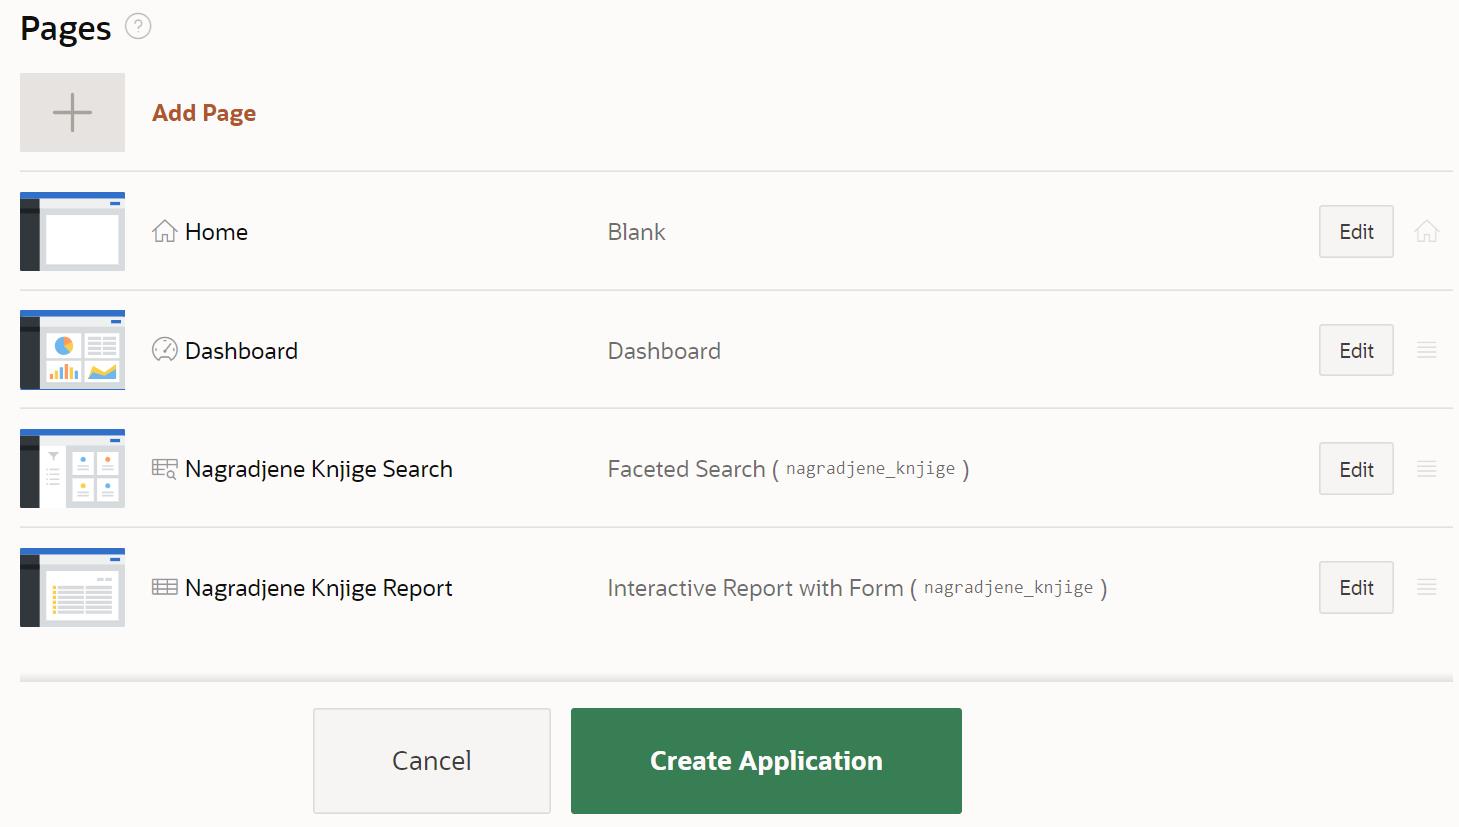 Pages ?
Add Page
Home Blank Edit
Dashboard Dashboard Edit
Nagradjene Knjige Search Faceted Search ( nagradjene_knjige ) Edit
Nagradjene Knjige Report Interactive Report with Form ( nagradjene_knjige ) Edit
Cancel Create Application